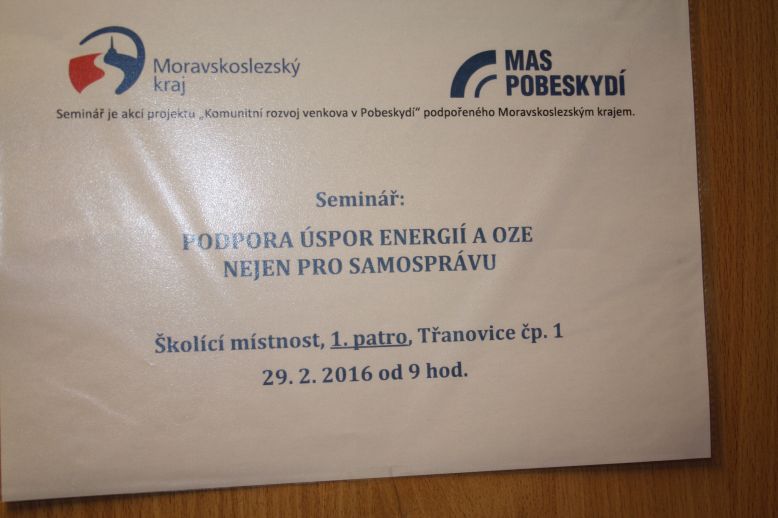 Moravskoslezský
kraj
MAS
POBESKYDÍ
Seminář je akcí projektu „Komunitní rozvoj venkova v Pobeskydí“ podpořeného Moravskoslezským krajem.
Seminář:
PODPORA ÚSPOR ENERGIÍ A OZE
NEJEN PRO SAMOSPRÁVU
Školící místnost, 1. patro, Třanovice čp. 1
29. 2. 2016 od 9 hod.